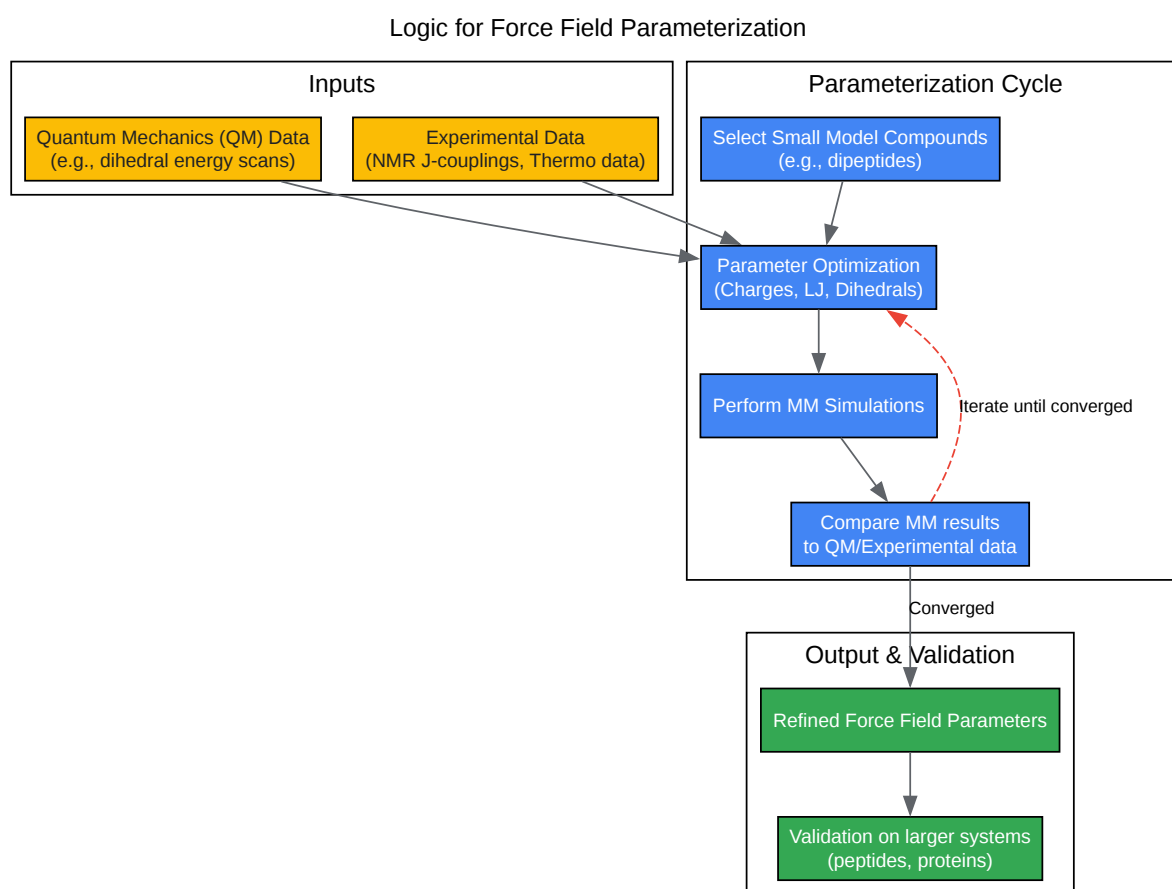 Logic for Force Field Parameterization
Inputs
Quantum Mechanics (QM) Data
(e.g., dihedral energy scans)
Experimental Data
(NMR J-couplings, Thermo data)
Parameterization Cycle
Select Small Model Compounds
(e.g., dipeptides)
Parameter Optimization
(Charges, LJ, Dihedrals)
Perform MM Simulations
Iterate until converged
Compare MM results
to QM/Experimental data
Converged
Output & Validation
Refined Force Field Parameters
Validation on larger systems
(peptides, proteins)